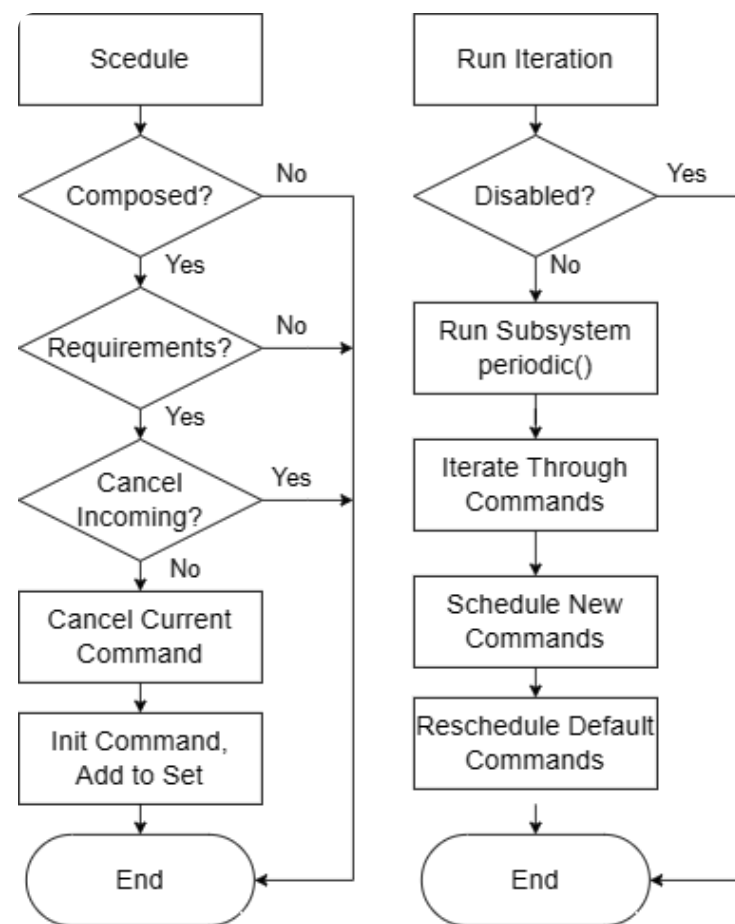 Scedule
Composed?
No
Yes
Requirements?
No
Yes
Cancel
Incoming?
Yes
No
Cancel Current
Command
Init Command,
Add to Set
End
Run Iteration
Disabled?
Yes
No
Run Subsystem
periodic()
Iterate Through
Commands
Schedule New
Commands
Reschedule Default
Commands
End